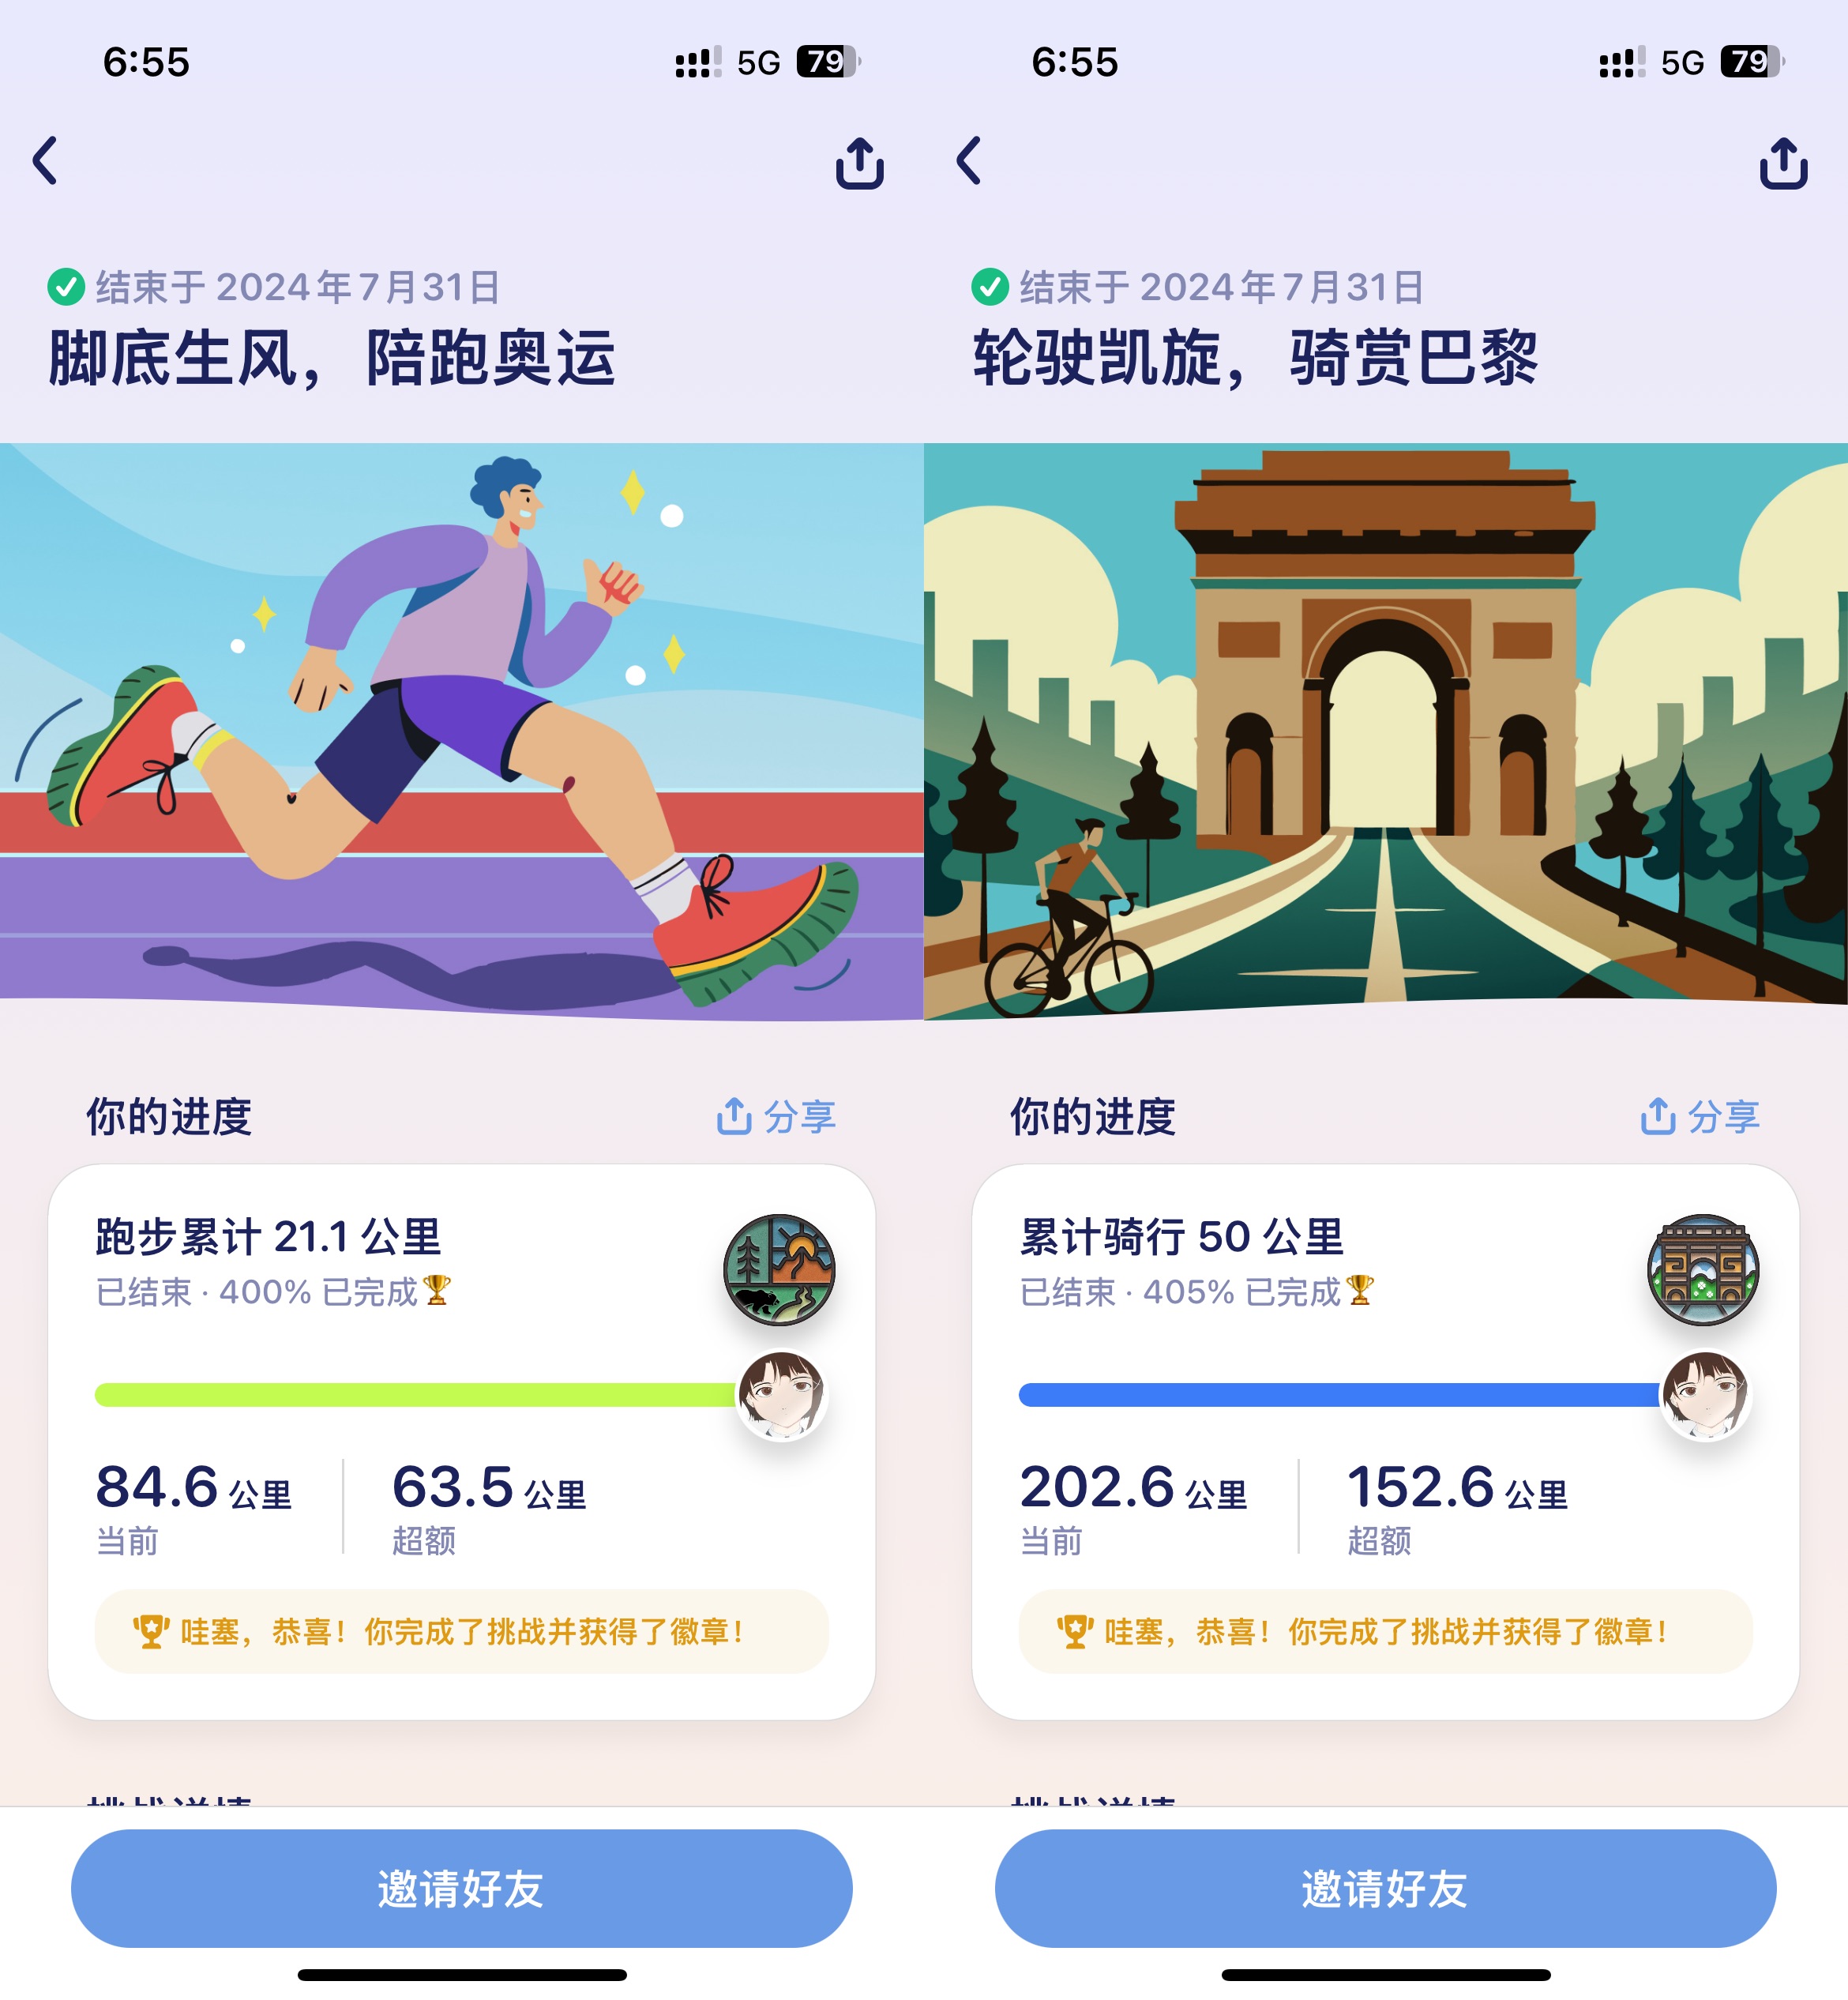 6:55
5G 79
结束于 2024年7月31日
脚底生风，陪跑奥运
你的进度
分享
跑步累计 21.1 公里
已结束 · 400% 已完成🏆
84.6 公里
当前
63.5 公里
超额
哇塞，恭喜！你完成了挑战并获得了徽章！
挑战详情
邀请好友
6:55
5G 79
结束于 2024年7月31日
轮驶凯旋，骑赏巴黎
你的进度
分享
累计骑行 50 公里
已结束 · 405% 已完成🏆
202.6 公里
当前
152.6 公里
超额
哇塞，恭喜！你完成了挑战并获得了徽章！
挑战详情
邀请好友